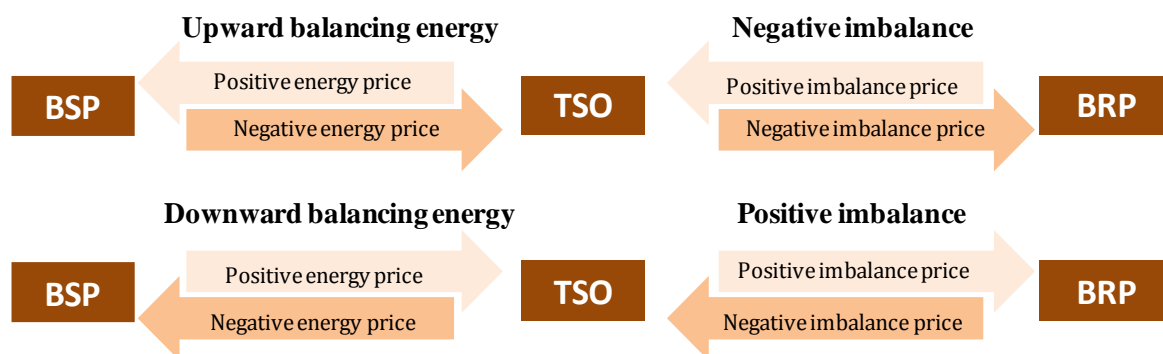 Upward balancing energy
Negative imbalance
BSP
Positive energy price
Negative energy price
TSO
Positive imbalance price
Negative imbalance price
BRP
Downward balancing energy
Positive imbalance
BSP
Positive energy price
Negative energy price
TSO
Positive imbalance price
Negative imbalance price
BRP